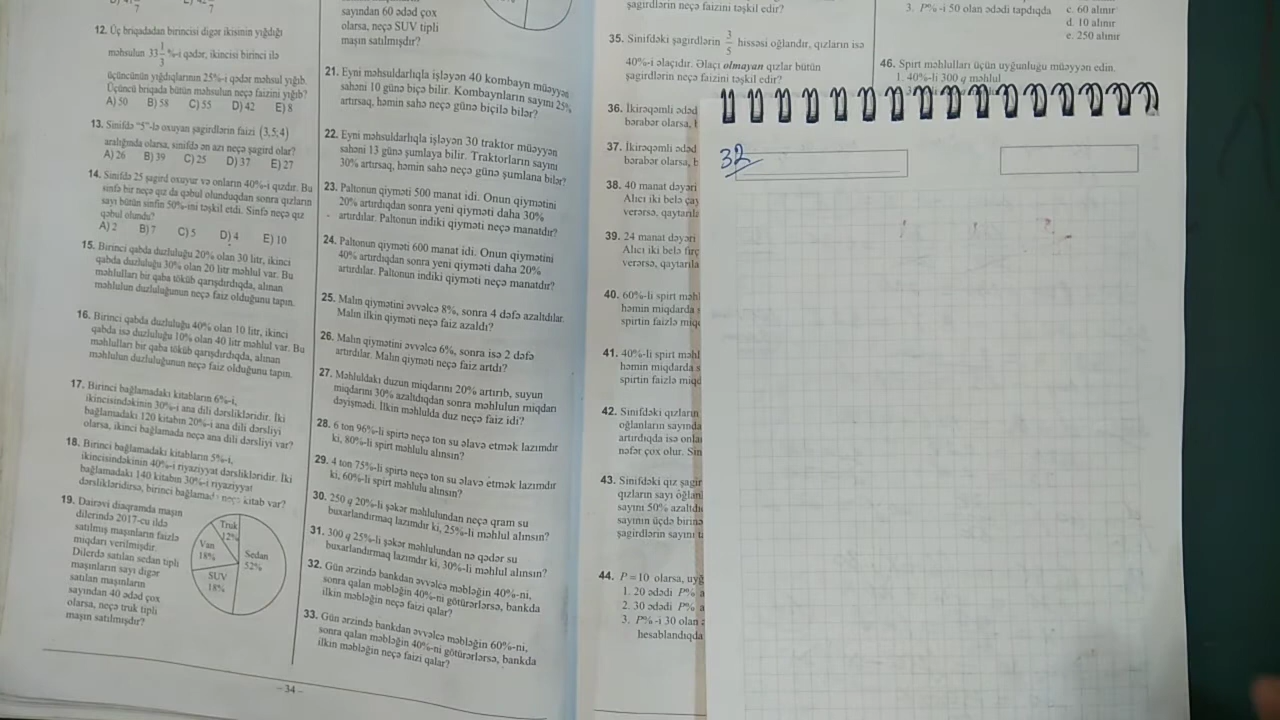 sayından 60 ədəd çox
olarsa, neçə SUV tipli
maşın satılmışdır?
12. Üç briqadadan birincisi digər ikisinin yığdığı
məhsulun 33 1/3 %-i qədər, ikincisi birinci ilə
üçüncünün yığdıqlarının 25%-i qədər məhsul yığıb.
Üçüncü briqada bütün məhsulun neçə faizini yığıb?
A) 50 B) 58 C) 55 D) 42 E) 8
13. Sinifdə "5"-lə oxuyan şagirdlərin faizi (3,5; 4)
aralığında olarsa, sinifdə ən azı neçə şagird olar?
A) 26 B) 39 C) 25 D) 37 E) 27
14. Sinifdə 25 şagird oxuyur və onların 40%-i qızdır. Bu
sinfə bir neçə qız da qəbul olunduqdan sonra qızların
sayı bütün sinfin 50%-ini təşkil etdi. Sinfə neçə qız
qəbul olundu?
A) 2 B) 7 C) 5 D) 4 E) 10
15. Birinci qabda duzluluğu 20% olan 30 litr, ikinci
qabda duzluluğu 30% olan 20 litr məhlul var. Bu
məhlulları bir qaba töküb qarışdırdıqda, alınan
məhlulun duzluluğunun neçə faiz olduğunu tapın.
16. Birinci qabda duzluluğu 40% olan 10 litr, ikinci
qabda isə duzluluğu 10% olan 40 litr məhlul var. Bu
məhlulları bir qaba töküb qarışdırdıqda, alınan
məhlulun duzluluğunun neçə faiz olduğunu tapın.
17. Birinci bağlamadakı kitabların 6%-i,
ikincisindəkinin 30%-i ana dili dərslikləridir. İki
bağlamadakı 120 kitabın 20%-i ana dili dərsliyi
olarsa, ikinci bağlamada neçə ana dili dərsliyi var?
18. Birinci bağlamadakı kitabların 5%-i,
ikincisindəkinin 40%-i riyaziyyat dərslikləridir. İki
bağlamadakı 140 kitabın 30%-i riyaziyyat
dərslikləridirsə, birinci bağlamada neçə kitab var?
19. Dairəvi diaqramda maşın
dilerində 2017-cu ildə
satılmış maşınların faizlə
miqdarı verilmişdir.
Dilerdə satılan sedan tipli
maşınların sayı digər
satılan maşınların
sayından 40 ədəd çox
olarsa, neçə truk tipli
maşın satılmışdır?
Truk
12%
Van
18%
Sedan
52%
SUV
18%
21. Eyni məhsuldarlıqla işləyən 40 kombayn müəyyən
sahəni 10 günə biçir. Kombaynların sayını 25%
artırsaq, həmin sahə neçə günə biçilə bilər?
22. Eyni məhsuldarlıqla işləyən 30 traktor müəyyən
sahəni 13 günə şumlaya bilir. Traktorların sayını
30% artırsaq, həmin sahə neçə günə şumlana bilər?
23. Paltonun qiyməti 500 manat idi. Onun qiymətini
20% artırdıqdan sonra yeni qiyməti daha 30%
artırdılar. Paltonun indiki qiyməti neçə manatdır?
24. Paltonun qiyməti 600 manat idi. Onun qiymətini
40% artırdıqdan sonra yeni qiyməti daha 20%
artırdılar. Paltonun indiki qiyməti neçə manatdır?
25. Malın qiymətini əvvəlcə 8%, sonra 4 dəfə azaltdılar.
Malın ilkin qiyməti neçə faiz azaldı?
26. Malın qiymətini əvvəlcə 6%, sonra isə 2 dəfə
artırdılar. Malın qiyməti neçə faiz artdı?
27. Məhluldakı duzun miqdarını 20% artırıb, suyun
miqdarını 30% azaltdıqdan sonra məhlulun miqdarı
dəyişmədi. İlkin məhlulda duz neçə faiz idi?
28. 6 ton 96%-li spirtə neçə ton su əlavə etmək lazımdır
ki, 80%-li spirt məhlulu alınsın?
29. 4 ton 75%-li spirtə neçə ton su əlavə etmək lazımdır
ki, 60%-li spirt məhlulu alınsın?
30. 250 q 20%-li şəkər məhlulundan neçə qram su
buxarlandırmaq lazımdır ki, 25%-li məhlul alınsın?
31. 300 q 25%-li şəkər məhlulundan nə qədər su
buxarlandırmaq lazımdır ki, 30%-li məhlul alınsın?
32. Gün ərzində bankdan əvvəlcə məbləğin 40%-ni,
sonra qalan məbləğin 40%-ni götürərlərsə, bankda
ilkin məbləğin neçə faizi qalar?
33. Gün ərzində bankdan əvvəlcə məbləğin 60%-ni,
sonra qalan məbləğin 40%-ni götürərlərsə, bankda
ilkin məbləğin neçə faizi qalar?
- 34 -
şagirdlərin neçə faizini təşkil edir?
35. Sinifdəki şagirdlərin 3/5 hissəsi oğlandır, qızların isə
40%-i əlaçıdır. Əlaçı olmayan qızlar bütün
şagirdlərin neçə faizini təşkil edir?
36. İkirəqəmli ədəd
bərabər olarsa,
37. İkirəqəmli ədəd
bərabər olarsa,
38. 40 manat dəyəri
Alıcı iki belə çay
verərsə, qaytarıla
39. 24 manat dəyəri
Alıcı iki belə fırç
verərsə, qaytarıla
40. 60%-li spirt məhl
həmin miqdarda s
spirtin faizlə miq
41. 40%-li spirt məhl
həmin miqdarda s
spirtin faizlə miqd
42. Sinifdəki qızların
oğlanların sayında
artırdıqda isə onla
nəfər çox olur. Sin
43. Sinifdəki qız şagir
qızların sayı oğlan
sayını 50% azaltdı
sayının üçdə birinə
şagirdlərin sayını t
44. P=10 olarsa, uyğ
1. 20 ədədi P% a
2. 30 ədədi P% a
3. P%-i 30 olan
hesablandıqda
3. P%-i 50 olan ədədi tapdıqda
c. 60 alınır
d. 10 alınır
e. 250 alınır
46. Spirt məhlulları üçün uyğunluğu müəyyən edin.
1. 40%-li 300 q məhlul
32